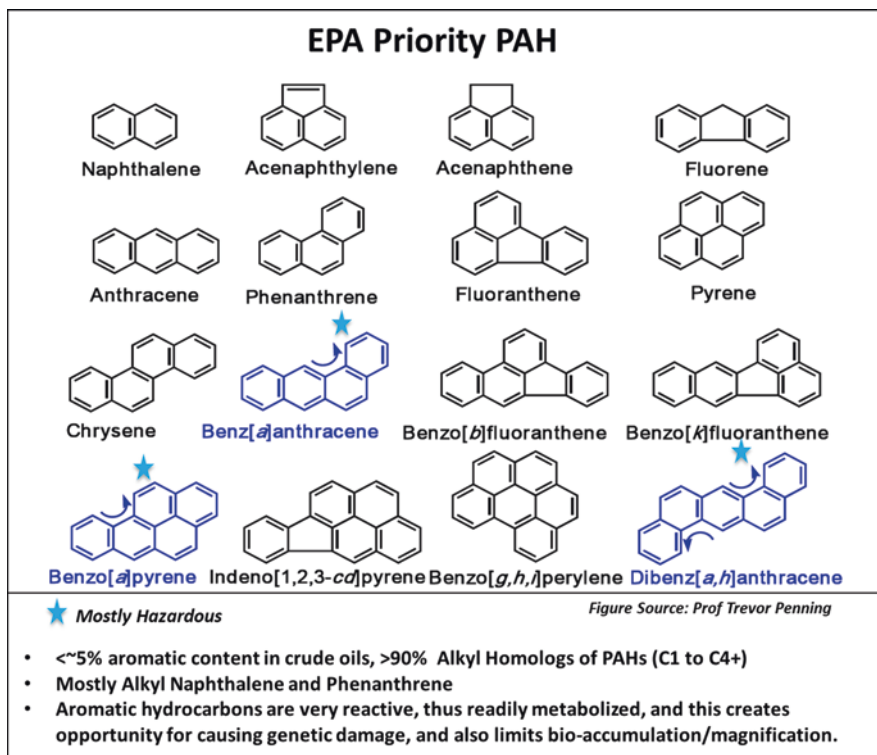 EPA Priority PAH
Naphthalene Acenaphthylene Acenaphthene Fluorene
Anthracene Phenanthrene Fluoranthene Pyrene
Chrysene Benz[a]anthracene Benzo[b]fluoranthene Benzo[k]fluoranthene
Benzo[a]pyrene Indeno[1,2,3-cd]pyrene Benzo[g,h,i]perylene Dibenz[a,h]anthracene
Mostly Hazardous Figure Source: Prof Trevor Penning
• <~5% aromatic content in crude oils, >90% Alkyl Homologs of PAHs (C1 to C4+)
• Mostly Alkyl Naphthalene and Phenanthrene
• Aromatic hydrocarbons are very reactive, thus readily metabolized, and this creates
opportunity for causing genetic damage, and also limits bio-accumulation/magnification.